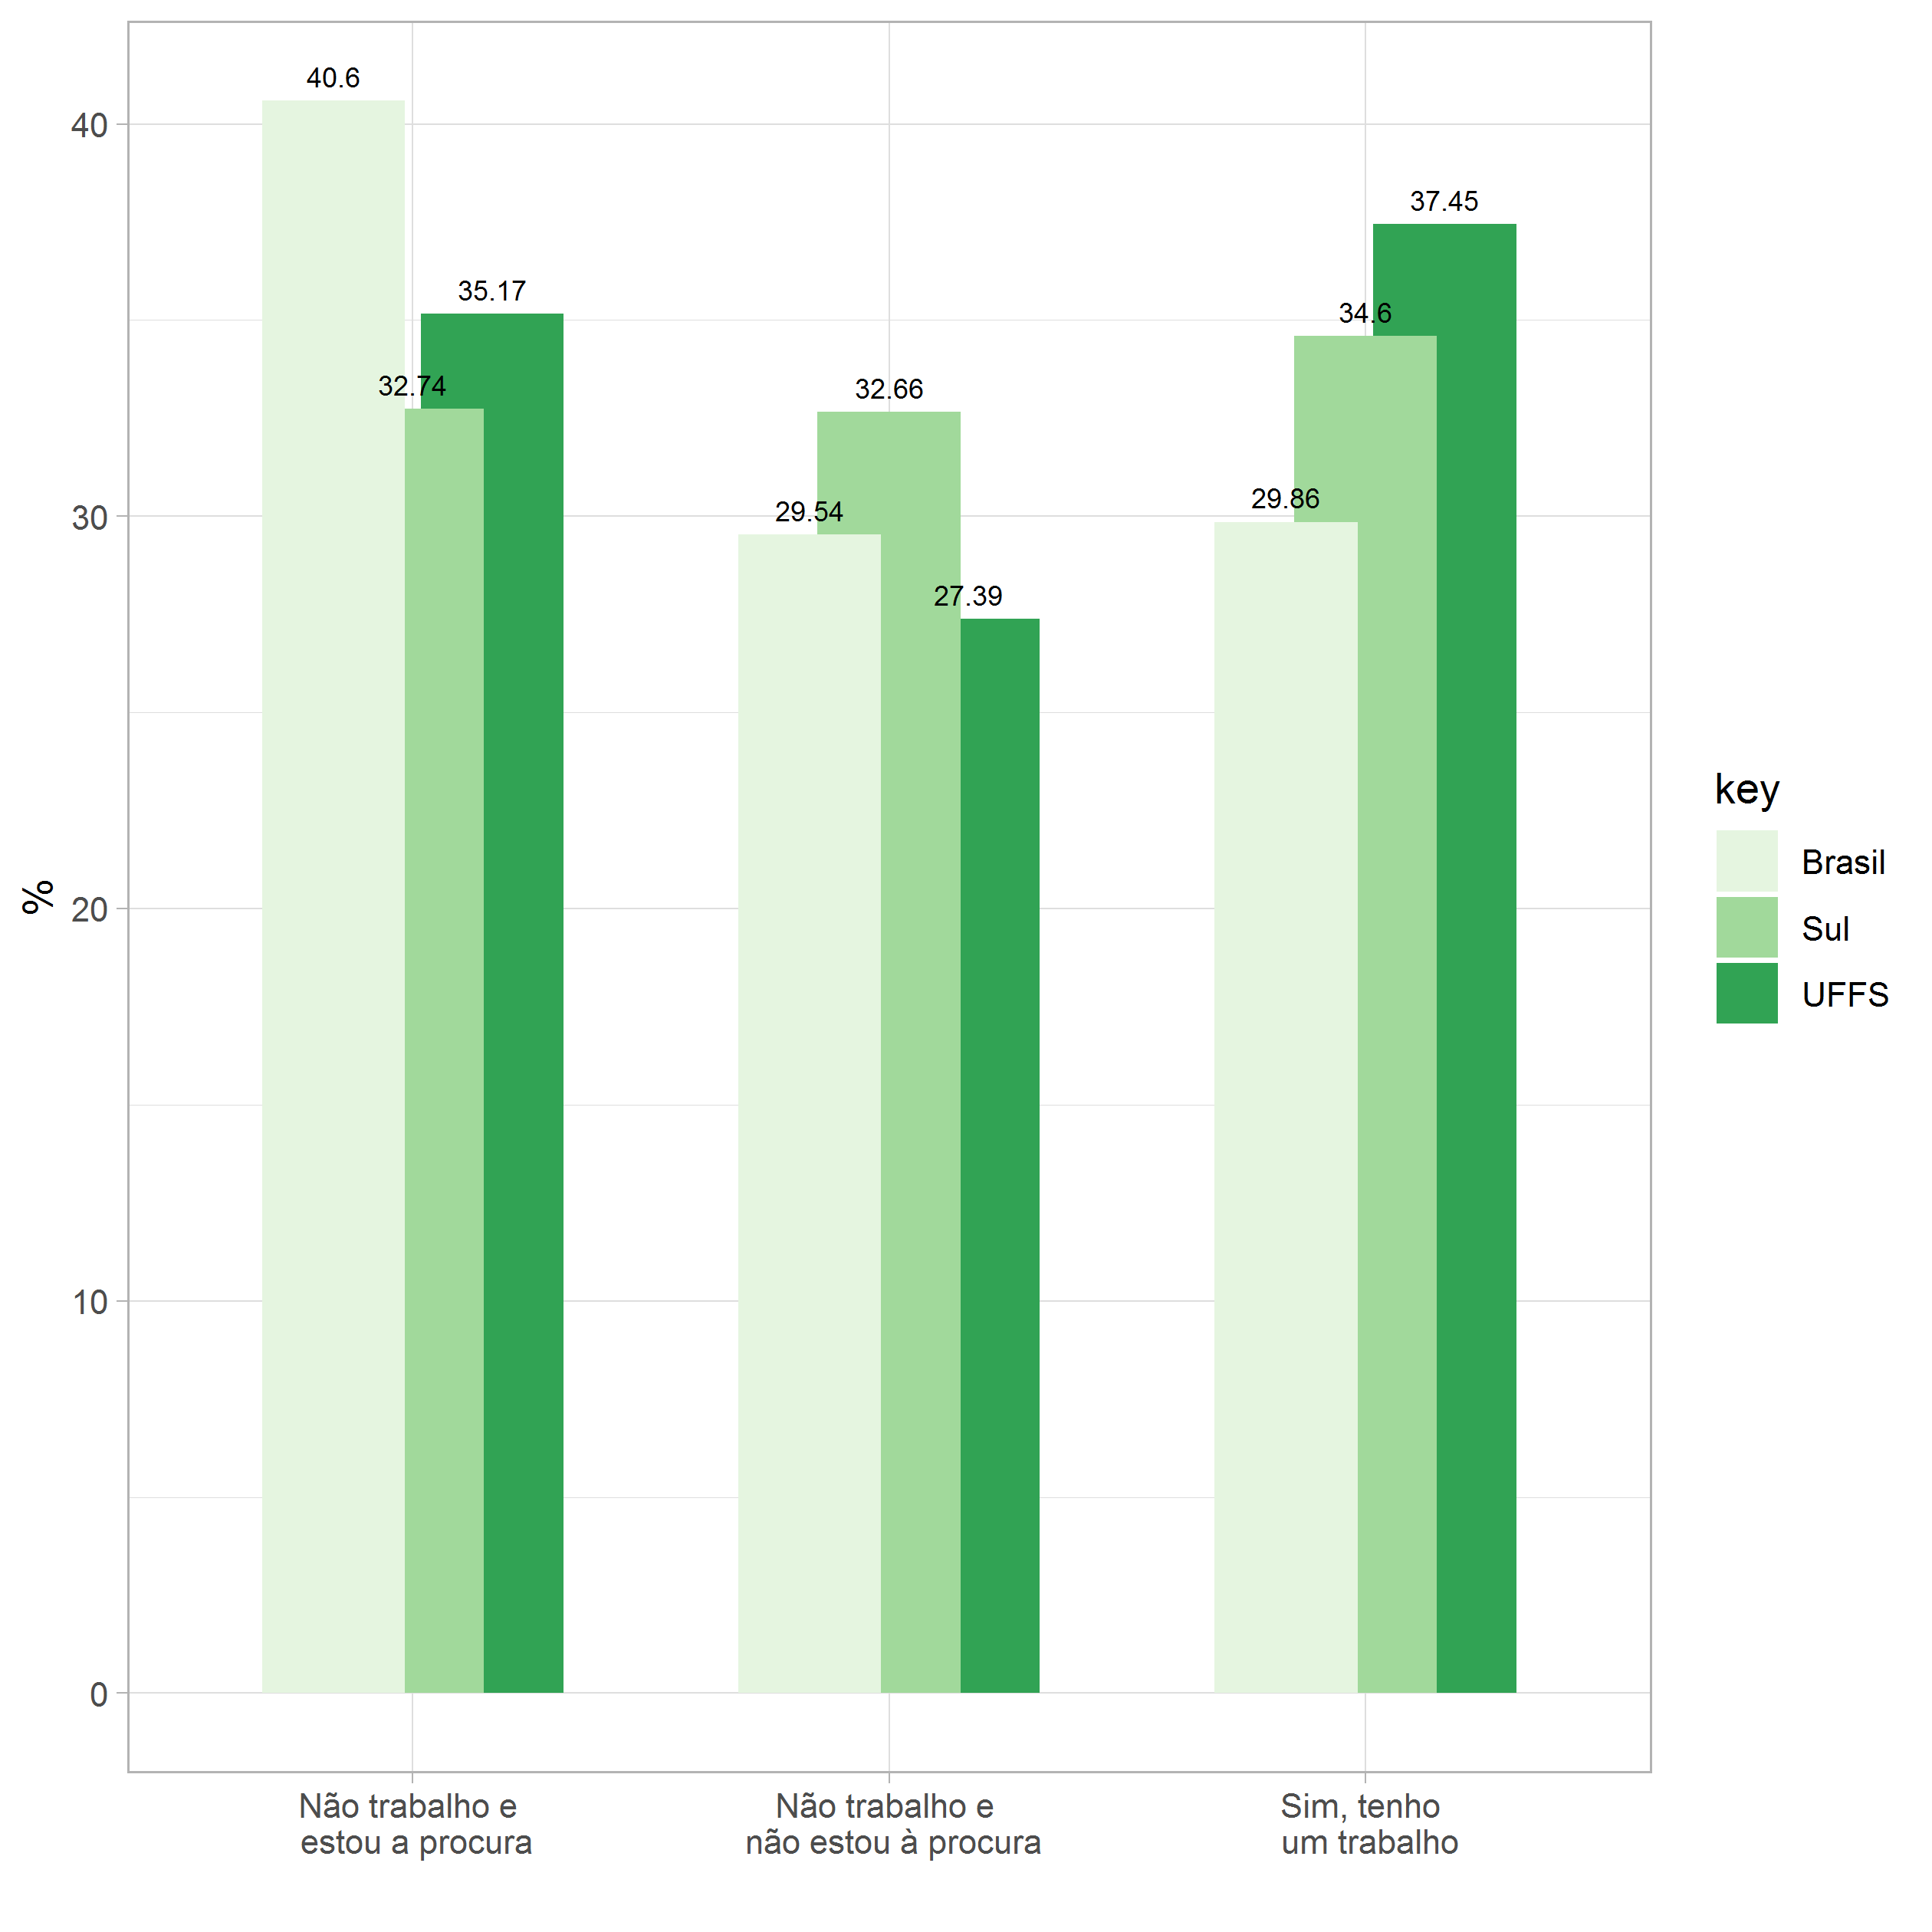 40.6
32.74
35.17
29.54
32.66
27.39
29.86
34.6
37.45
40
30
20
10
0
%
Não trabalho e
estou a procura
Não trabalho e
não estou à procura
Sim, tenho
um trabalho
key
Brasil
Sul
UFFS